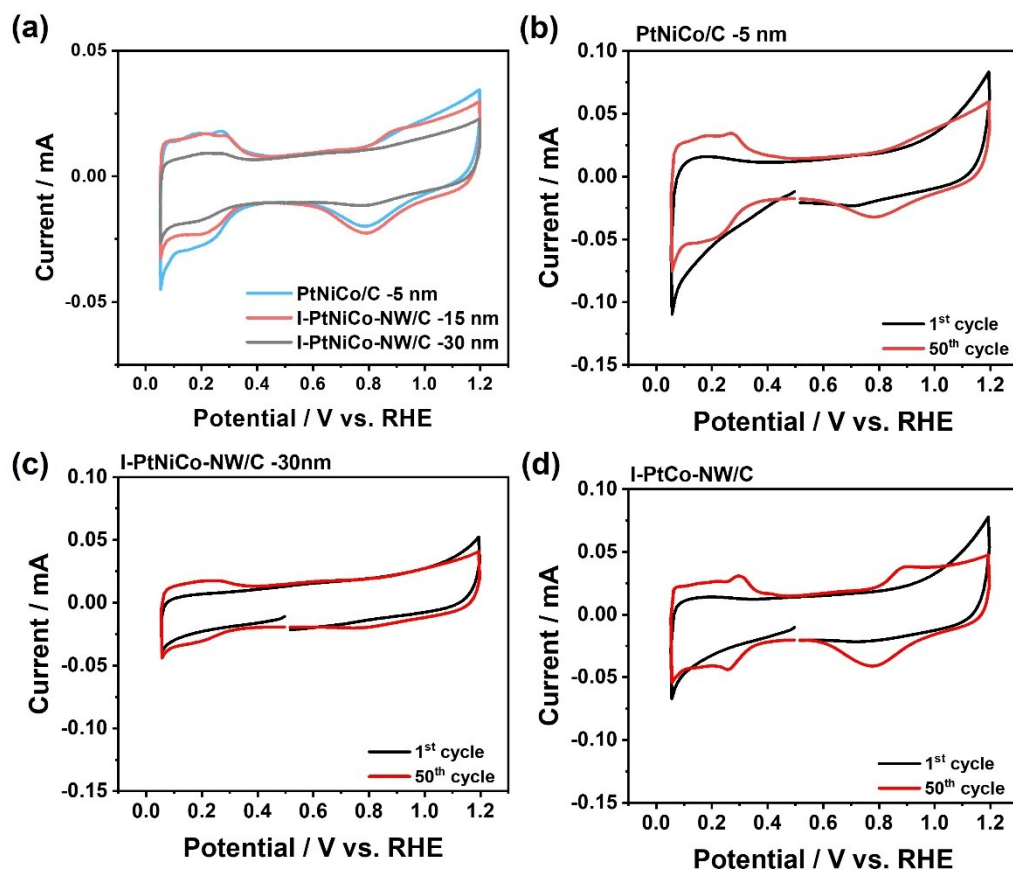 (a)
0.05
0.00
-0.05
Current / mA
PtNiCo/C -5 nm
I-PtNiCo-NW/C -15 nm
I-PtNiCo-NW/C -30 nm
0.0 0.2 0.4 0.6 0.8 1.0 1.2
Potential / V vs. RHE
(b)
PtNiCo/C -5 nm
0.10
0.05
0.00
-0.05
-0.10
-0.15
Current / mA
1st cycle
50th cycle
0.0 0.2 0.4 0.6 0.8 1.0 1.2
Potential / V vs. RHE
(c)
I-PtNiCo-NW/C -30nm
0.10
0.05
0.00
-0.05
-0.10
-0.15
Current / mA
1st cycle
50th cycle
0.0 0.2 0.4 0.6 0.8 1.0 1.2
Potential / V vs. RHE
(d)
I-PtCo-NW/C
0.10
0.05
0.00
-0.05
-0.10
-0.15
Current / mA
1st cycle
50th cycle
0.0 0.2 0.4 0.6 0.8 1.0 1.2
Potential / V vs. RHE